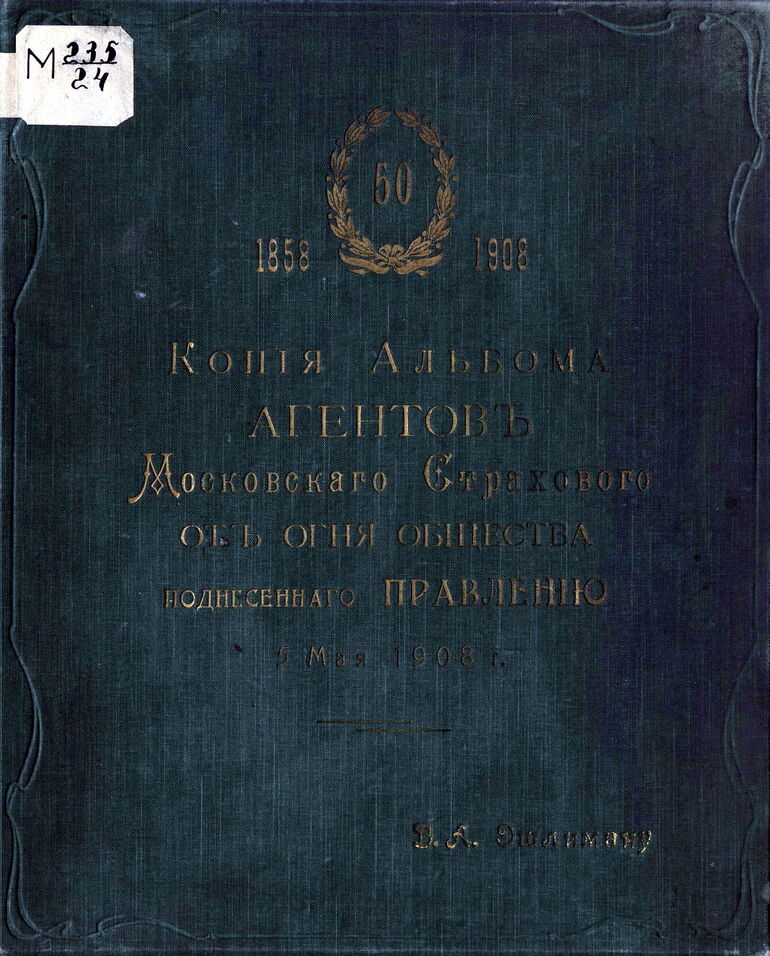 М 235
24
50
1858 1908
Копія Альбома
АГЕНТОВЪ
Московскаго Страхового
ОТЪ ОГНЯ ОБЩЕСТВА
ПОДНЕСЕННАГО ПРАВЛЕНІЮ
5 Мая 1908 г.
В. А. Эшлиману